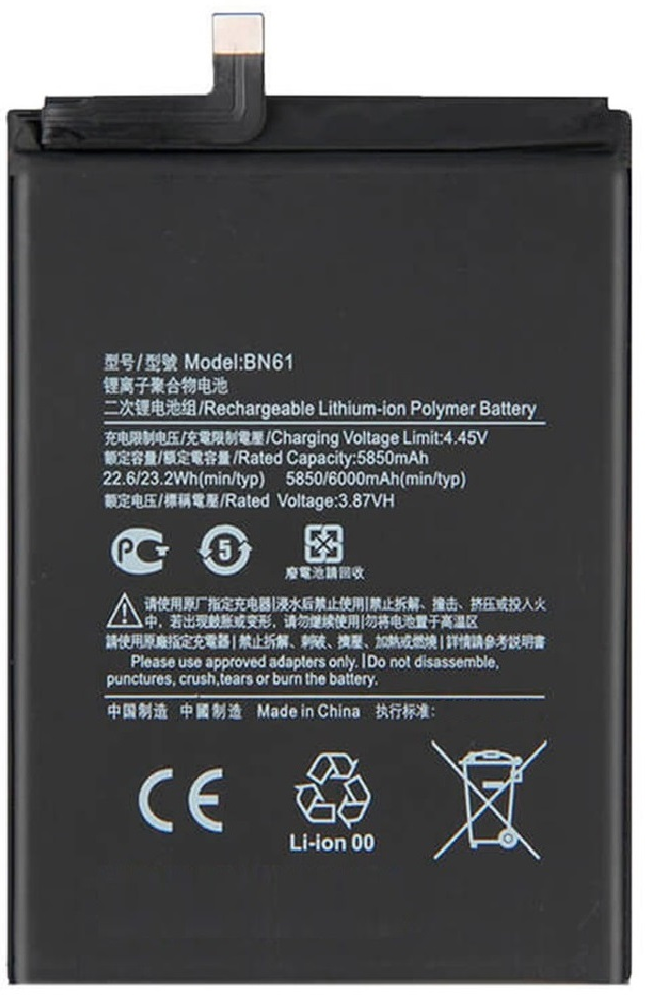 型号/型號 Model:BN61
锂离子聚合物电池
二次锂电池组/Rechargeable Lithium-ion Polymer Battery
充电限制电压/充電限制電壓/Charging Voltage Limit:4.45V
额定容量/額定容量/Rated Capacity:5850mAh
22.6/23.2Wh(min/typ) 5850/6000mAh(min/typ)
额定电压/標稱電壓/Rated Voltage:3.87VH
PC 5
廢電池請回收
请使用原厂指定充电器|浸水后禁止使用|禁止拆解、撞击、挤压或投入火
中,若出现鼓胀或变形,请勿继续使用|勿将电池置于高温区
請使用原廠指定充電器|禁止拆解、刺破、擠壓、加熱或燃燒|詳情請參考說明書
Please use approved adapters only. |Do not disassemble,
punctures, crush,tears or burn the battery.
中国制造 中國制造 Made in China 执行标准:
CE
Li-ion 00